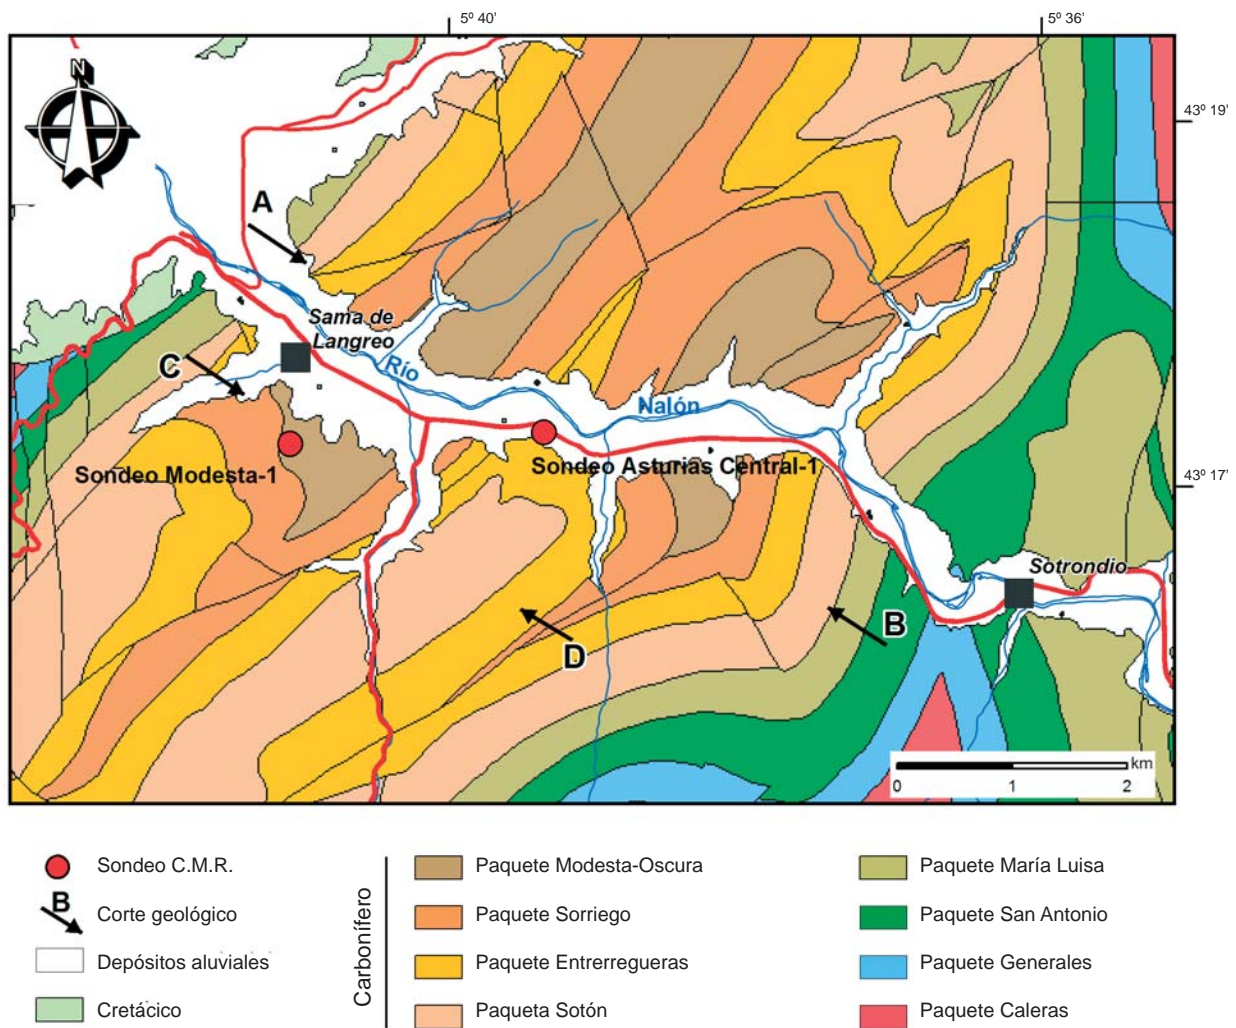 5º 40'
5º 36'
N
43º 19'
A
Sama de
Langreo
C
Río
Nalón
Sondeo Modesta-1
Sondeo Asturias Central-1
43º 17'
Sotrondio
B
D
km
0 1 2
Sondeo C.M.R.
B
Corte geológico
Depósitos aluviales
Cretácico
Carbonífero
Paquete Modesta-Oscura
Paquete Sorriego
Paquete Entrerregueras
Paqueta Sotón
Paquete María Luisa
Paquete San Antonio
Paquete Generales
Paquete Caleras